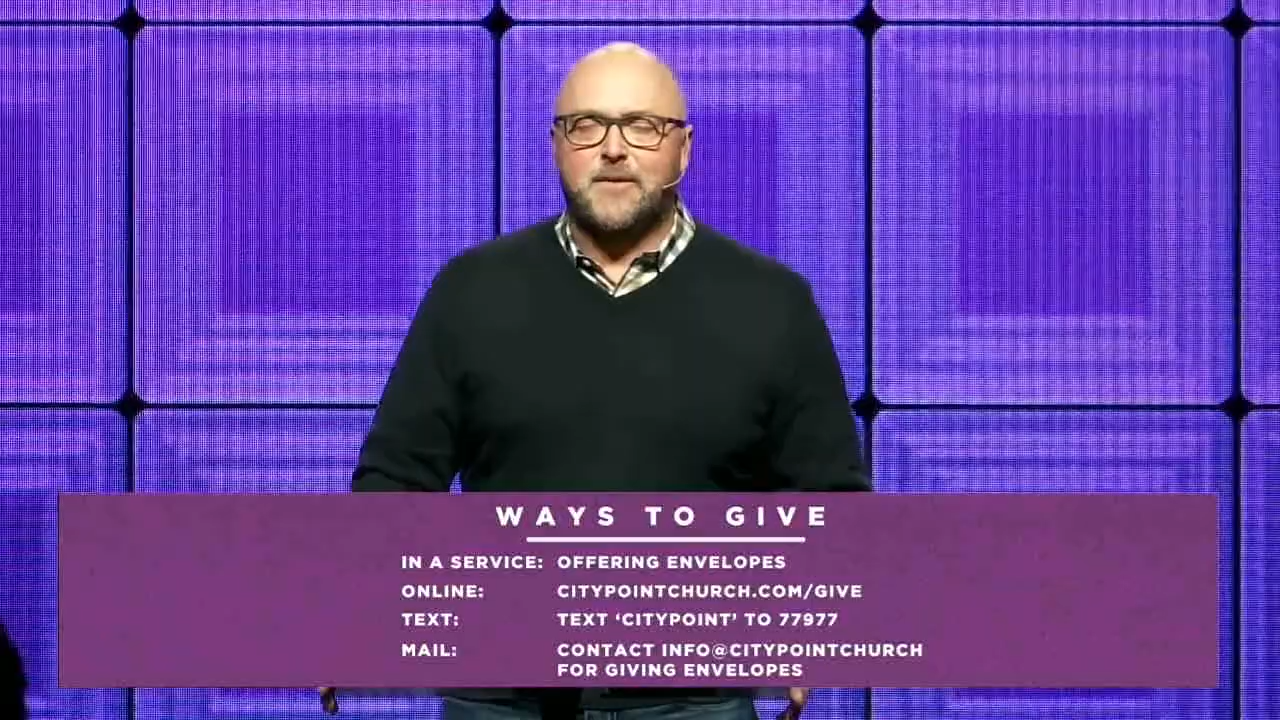 WAYS TO GIVE
IN A SERVICE: OFFERING ENVELOPES
ONLINE: CITYPOINTCHURCH.COM/GIVE
TEXT: TEXT ‘CITYPOINT’ TO 77977
MAIL: CONTACT INFO@CITYPOINTCHURCH
FOR GIVING ENVELOPES